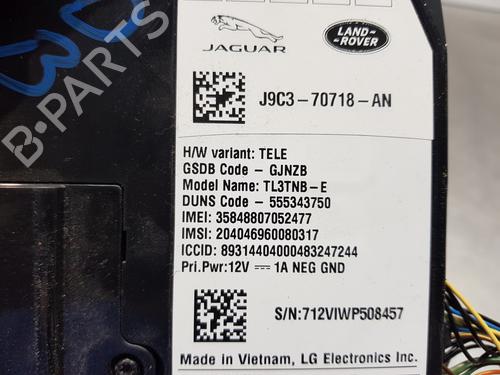 JAGUAR
LAND
ROVER
J9C3-70718-AN
H/W variant: TELE
GSDB Code - GJNZB
Model Name: TL3TNB-E
DUNS Code - 555343750
IMEI: 35848807052477
IMSI: 204046960080317
ICCID: 89314404000483247244
Pri.Pwr:12V 1A NEG GND
S/N:712VIWP508457
Made in Vietnam, LG Electronics Inc.
B-PARTS